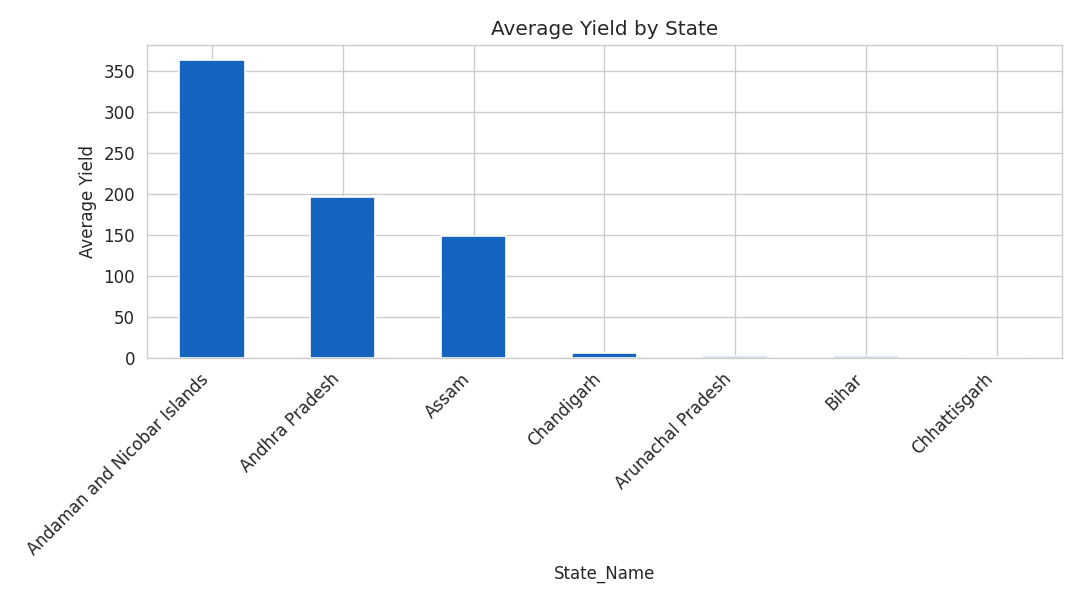 Average Yield by State
Average Yield
350
300
250
200
150
100
50
0
Andaman and Nicobar Islands
Andhra Pradesh
Assam
Chandigarh
Arunachal Pradesh
Bihar
Chhattisgarh
State_Name